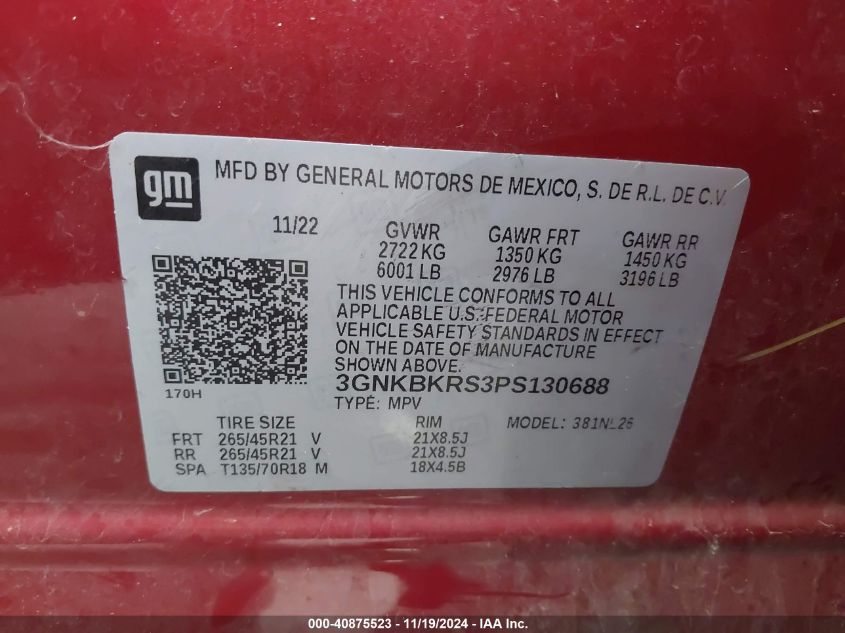 gm MFD BY GENERAL MOTORS DE MEXICO, S. DE R.L. DE C.V.
11/22 GVWR GAWR FRT GAWR RR
2722 KG 1350 KG 1450 KG
6001 LB 2976 LB 3196 LB
THIS VEHICLE CONFORMS TO ALL
APPLICABLE U.S. FEDERAL MOTOR
VEHICLE SAFETY STANDARDS IN EFFECT
ON THE DATE OF MANUFACTURE
SHOWN ABOVE.
3GNKBKRS3PS130688
170H TYPE: MPV
TIRE SIZE RIM MODEL: 381NL26
FRT 265/45R21 V 21X8.5J
RR 265/45R21 V 21X8.5J
SPA T135/70R18 M 18X4.5B
000-40875523 - 11/19/2024 - IAA Inc.